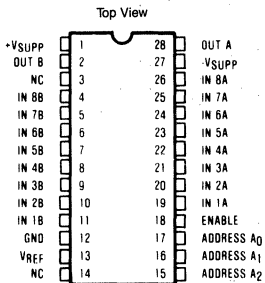 Top View
+VSUPP 1 28 OUT A
OUT B 2 27 -VSUPP
NC 3 26 IN 8A
IN 8B 4 25 IN 7A
IN 7B 5 24 IN 6A
IN 6B 6 23 IN 5A
IN 5B 7 22 IN 4A
IN 4B 8 21 IN 3A
IN 3B 9 20 IN 2A
IN 2B 10 19 IN 1A
IN 1B 11 18 ENABLE
GND 12 17 ADDRESS A0
VREF 13 16 ADDRESS A1
NC 14 15 ADDRESS A2